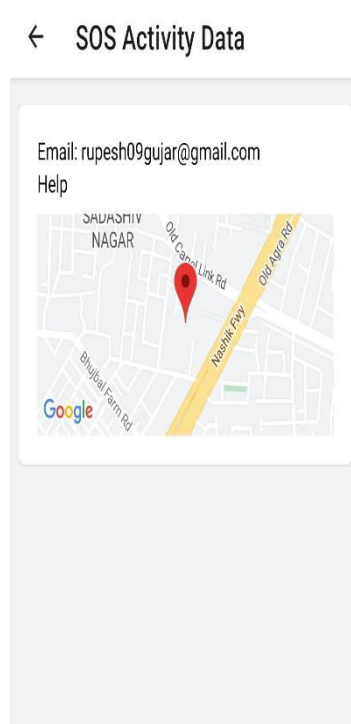 SOS Activity Data
Email: rupesh09gujar@gmail.com
Help
SADASHIV
NAGAR
Old Canal Link Rd
Old Agra Rd
Nashik Fwy
Bhujbal Farm Rd
Google